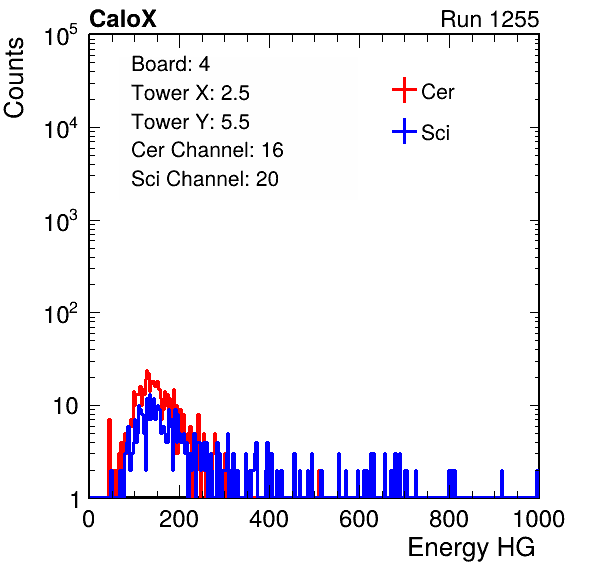 CaloX Run 1255
Counts
10^5
10^4
10^3
10^2
10
1
Board: 4
Tower X: 2.5
Tower Y: 5.5
Cer Channel: 16
Sci Channel: 20
Cer
Sci
0 200 400 600 800 1000
Energy HG